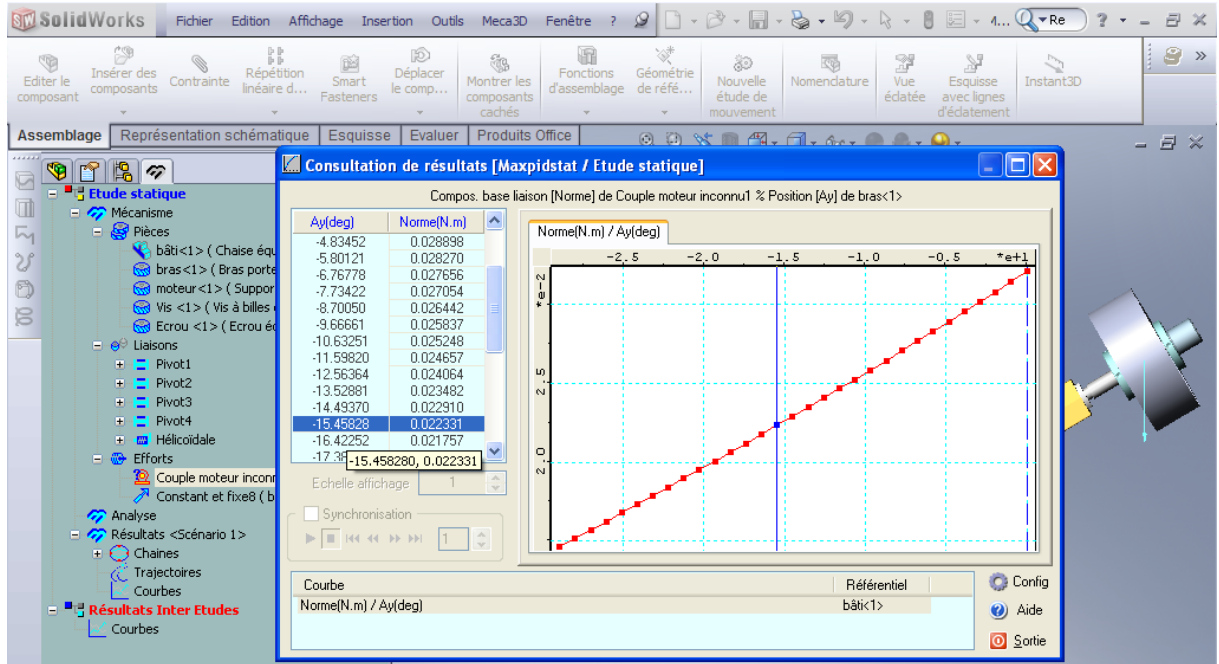 SolidWorks Fichier Edition Affichage Insertion Outils Meca3D Fenêtre ? 4... Re ?
Editer le composant
Insérer des composants
Contrainte
Répétition linéaire d...
Smart Fasteners
Déplacer le comp...
Montrer les composants cachés
Fonctions d'assemblage
Géométrie de réfé...
Nouvelle étude de mouvement
Nomenclature
Vue éclatée
Esquisse avec lignes d'éclatement
Instant3D
»
Assemblage Représentation schématique Esquisse Evaluer Produits Office
Etude statique
Mécanisme
Pièces
bâti<1> ( Chaise équ
bras<1> ( Bras porte
moteur<1> ( Suppor
Vis <1> ( Vis à billes
Ecrou <1> ( Ecrou éc
Liaisons
Pivot1
Pivot2
Pivot3
Pivot4
Hélicoïdale
Efforts
Couple moteur inconn
Constant et fixe8 ( b
Analyse
Résultats <Scénario 1>
Chaines
Trajectoires
Courbes
Résultats Inter Etudes
Courbes
Consultation de résultats [Maxpidstat / Etude statique]
Compos. base liaison [Norme] de Couple moteur inconnu1 % Position [Ay] de bras<1>
Ay(deg) Norme(N.m)
-4.83452 0.028898
-5.80121 0.028270
-6.76778 0.027656
-7.73422 0.027054
-8.70050 0.026442
-9.66661 0.025837
-10.63251 0.025248
-11.59820 0.024657
-12.56364 0.024064
-13.52881 0.023482
-14.49370 0.022910
-15.45828 0.022331
-16.42252 0.021757
-17.38
-15.458280, 0.022331
Echelle affichage 1
Synchronisation
1
Norme(N.m) / Ay(deg)
-2.5 -2.0 -1.5 -1.0 -0.5 *e+1
*e-2
2.5
2.0
Courbe Référentiel
Norme(N.m) / Ay(deg) bâti<1>
Config
Aide
Sortie